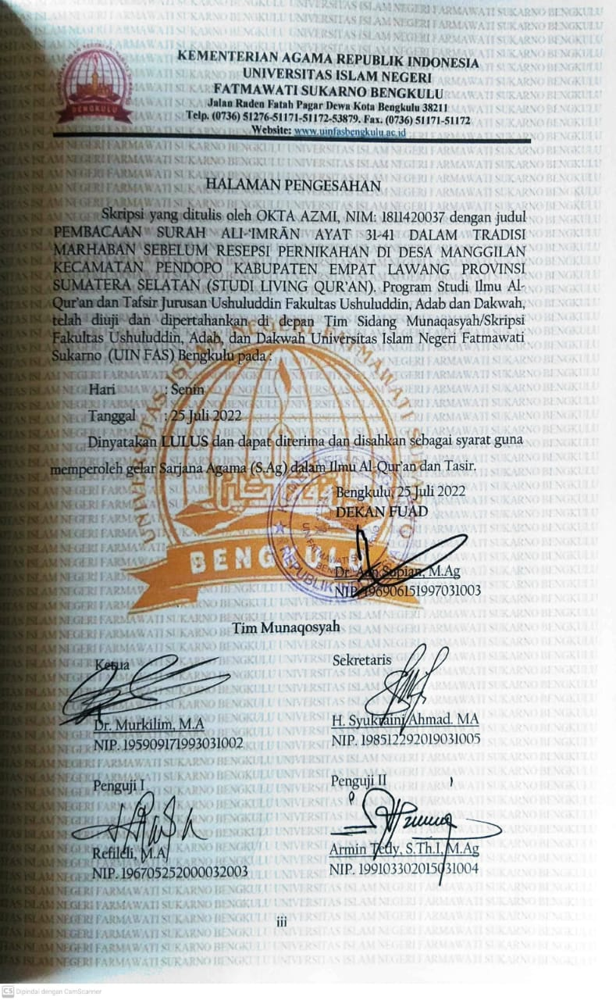 KEMENTERIAN AGAMA REPUBLIK INDONESIA
UNIVERSITAS ISLAM NEGERI
FATMAWATI SUKARNO BENGKULU
Jalan Raden Fatah Pagar Dewa Kota Bengkulu 38211
Telp. (0736) 51276-51171-51172-53879. Fax. (0736) 51171-51172
Website: www.uinfasbengkulu.ac.id
BENGKULU
HALAMAN PENGESAHAN
Skripsi yang ditulis oleh OKTA AZMI, NIM: 1811420037 dengan judul
PEMBACAAN SURAH ALI-'IMRĀN AYAT 31-41 DALAM TRADISI
MARHABAN SEBELUM RESEPSI PERNIKAHAN DI DESA MANGGILAN
KECAMATAN PENDOPO KABUPATEN EMPAT LAWANG PROVINSI
SUMATERA SELATAN (STUDI LIVING QUR'AN). Program Studi Ilmu Al-
Qur'an dan Tafsir Jurusan Ushuluddin Fakultas Ushuluddin, Adab dan Dakwah,
telah diuji dan dipertahankan di depan Tim Sidang Munaqasyah/Skripsi
Fakultas Ushuluddin, Adab, dan Dakwah Universitas Islam Negeri Fatmawati
Sukarno (UIN FAS) Bengkulu pada :
Hari : Senin
Tanggal : 25 Juli 2022
Dinyatakan LULUS dan dapat diterima dan disahkan sebagai syarat guna
memperoleh gelar Sarjana Agama (S.Ag) dalam Ilmu Al-Qur'an dan Tasir.
Bengkulu, 25 Juli 2022
DEKAN FUAD
BENGKULU
Dr. Sopian, M.Ag
NIP. 196906151997031003
Tim Munaqosyah
Ketua
Sekretaris
Dr. Murkilim, M.A
H. Syukraini Ahmad. MA
NIP. 195909171993031002
NIP. 198512292019031005
Penguji I
Penguji II
Refileli, M.A
Armin Tedy, S.Th.I, M.Ag
NIP. 196705252000032003
NIP. 199103302015031004
iii
CS Dipindai dengan CamScanner